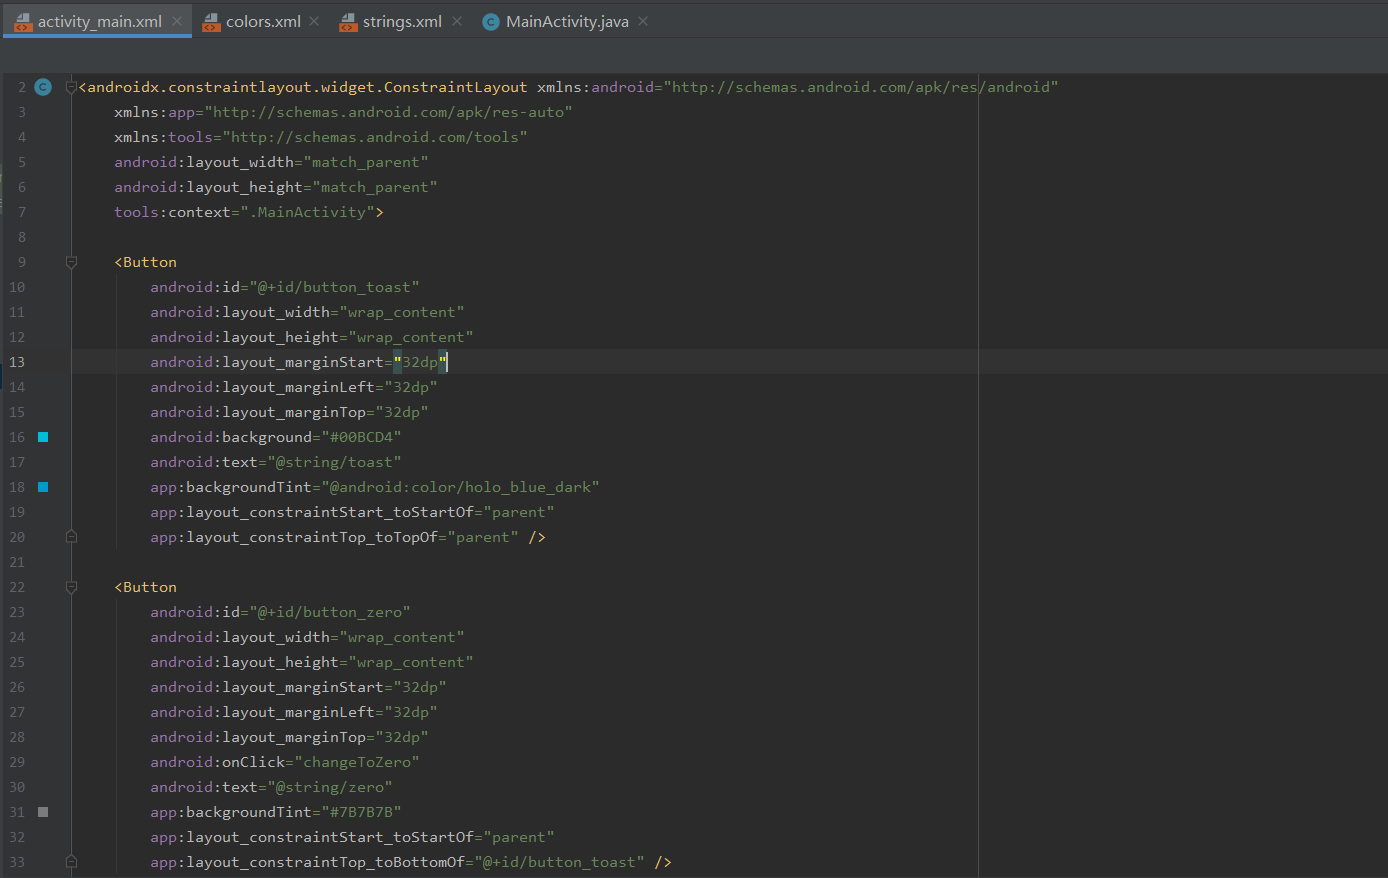 activity_main.xml colors.xml strings.xml MainActivity.java
2 <androidx.constraintlayout.widget.ConstraintLayout xmlns:android="http://schemas.android.com/apk/res/android"
3 xmlns:app="http://schemas.android.com/apk/res-auto"
4 xmlns:tools="http://schemas.android.com/tools"
5 android:layout_width="match_parent"
6 android:layout_height="match_parent"
7 tools:context=".MainActivity">
8
9 <Button
10 android:id="@+id/button_toast"
11 android:layout_width="wrap_content"
12 android:layout_height="wrap_content"
13 android:layout_marginStart="32dp"
14 android:layout_marginLeft="32dp"
15 android:layout_marginTop="32dp"
16 android:background="#00BCD4"
17 android:text="@string/toast"
18 app:backgroundTint="@android:color/holo_blue_dark"
19 app:layout_constraintStart_toStartOf="parent"
20 app:layout_constraintTop_toTopOf="parent" />
21
22 <Button
23 android:id="@+id/button_zero"
24 android:layout_width="wrap_content"
25 android:layout_height="wrap_content"
26 android:layout_marginStart="32dp"
27 android:layout_marginLeft="32dp"
28 android:layout_marginTop="32dp"
29 android:onClick="changeToZero"
30 android:text="@string/zero"
31 app:backgroundTint="#7B7B7B"
32 app:layout_constraintStart_toStartOf="parent"
33 app:layout_constraintTop_toBottomOf="@+id/button_toast" />